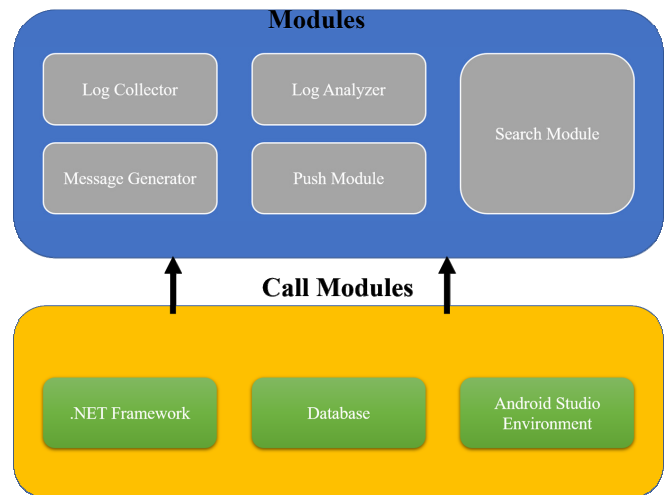 Modules
Log Collector
Log Analyzer
Search Module
Message Generator
Push Module
Call Modules
.NET Framework
Database
Android Studio
Environment